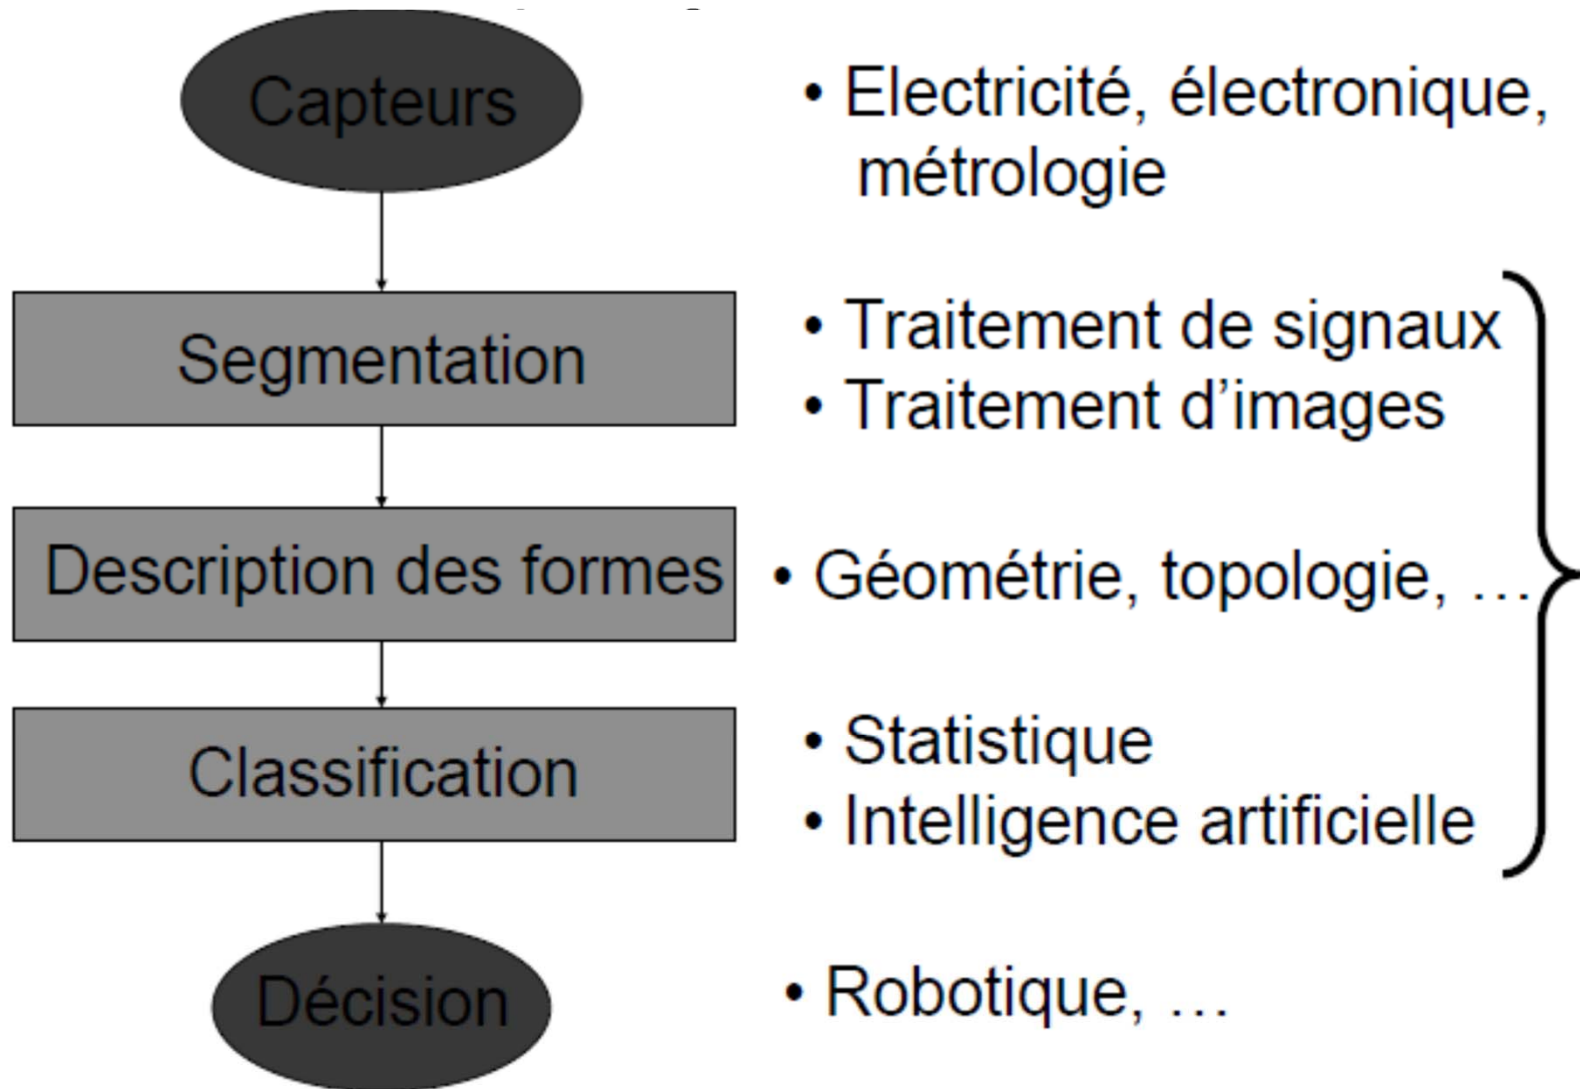 Capteurs
• Electricité, électronique,
métrologie
Segmentation
• Traitement de signaux
• Traitement d’images
Description des formes
• Géométrie, topologie, …
Classification
• Statistique
• Intelligence artificielle
Décision
• Robotique, …